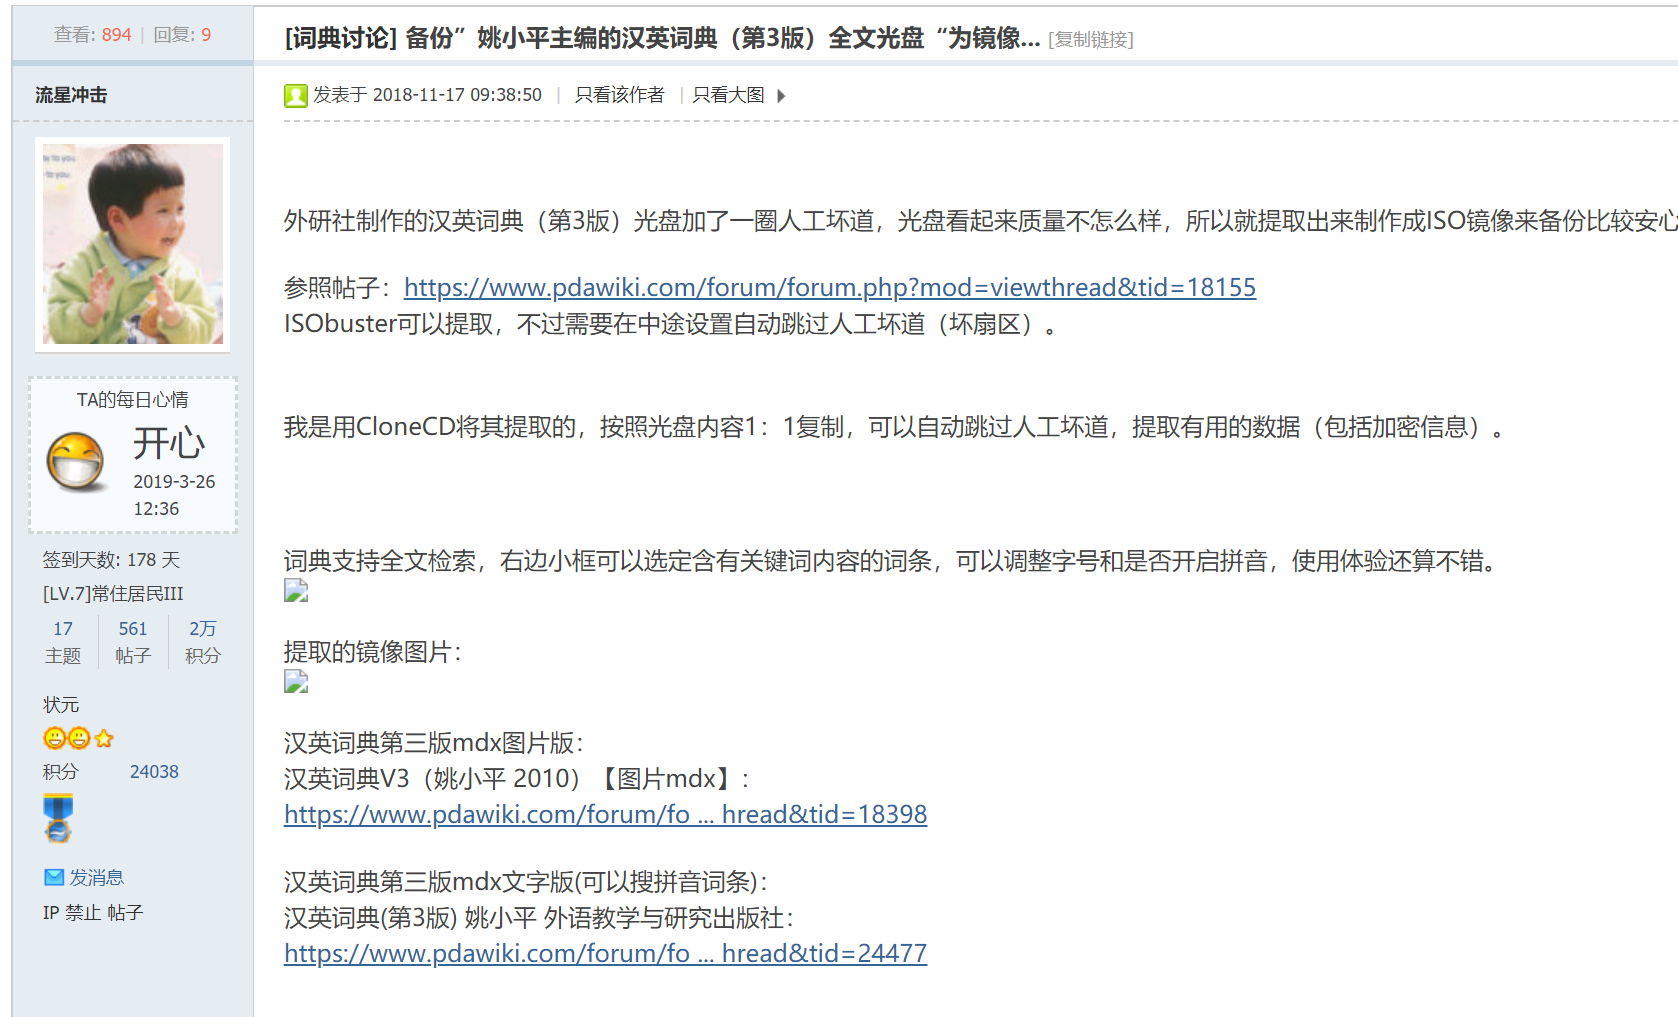 查看: 894 | 回复: 9
[词典讨论] 备份”姚小平主编的汉英词典（第3版）全文光盘“为镜像... [复制链接]
流星冲击
发表于 2018-11-17 09:38:50 | 只看该作者 | 只看大图
TA的每日心情
开心
2019-3-26
12:36
签到天数: 178 天
[LV.7]常住居民III
17 561 2万
主题 帖子 积分
状元
积分 24038
发消息
IP 禁止 帖子
外研社制作的汉英词典（第3版）光盘加了一圈人工坏道，光盘看起来质量不怎么样，所以就提取出来制作成ISO镜像来备份比较安心
参照帖子：https://www.pdawiki.com/forum/forum.php?mod=viewthread&tid=18155
ISObuster可以提取，不过需要在中途设置自动跳过人工坏道（坏扇区）。
我是用CloneCD将其提取的，按照光盘内容1：1复制，可以自动跳过人工坏道，提取有用的数据（包括加密信息）。
词典支持全文检索，右边小框可以选定含有关键词内容的词条，可以调整字号和是否开启拼音，使用体验还算不错。
提取的镜像图片：
汉英词典第三版mdx图片版：
汉英词典V3（姚小平 2010）【图片mdx】：
https://www.pdawiki.com/forum/fo ... hread&tid=18398
汉英词典第三版mdx文字版(可以搜拼音词条)：
汉英词典(第3版) 姚小平 外语教学与研究出版社：
https://www.pdawiki.com/forum/fo ... hread&tid=24477